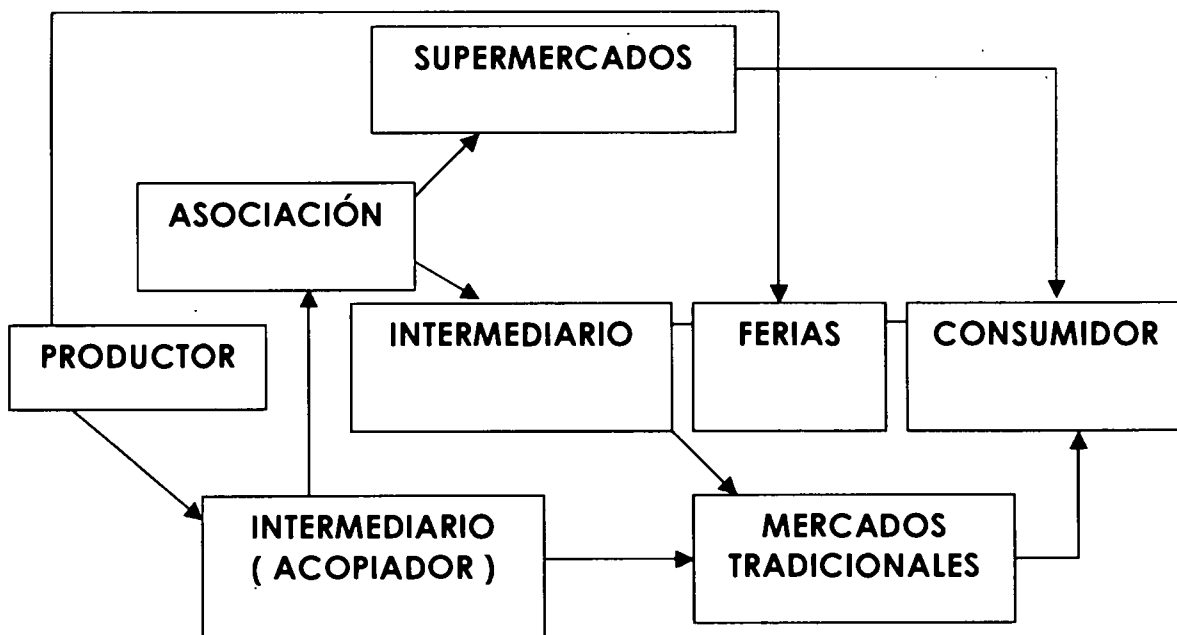 SUPERMERCADOS
ASOCIACIÓN
INTERMEDIARIO
FERIAS
CONSUMIDOR
PRODUCTOR
INTERMEDIARIO
( ACOPIADOR )
MERCADOS
TRADICIONALES